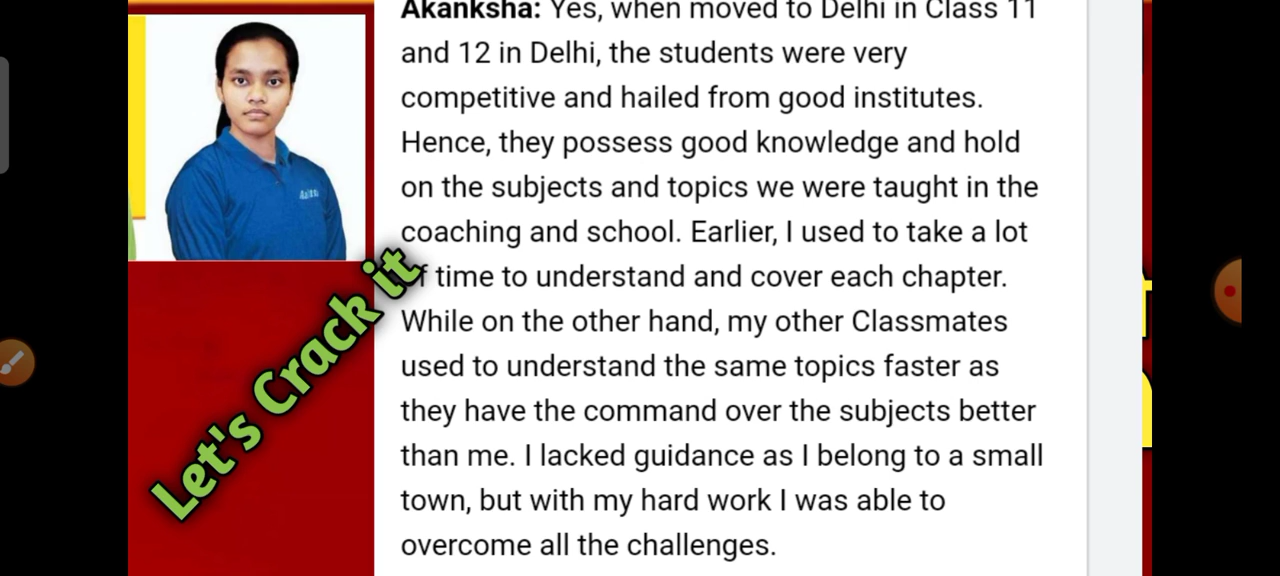 Akanksha: Yes, when moved to Delhi in Class 11
and 12 in Delhi, the students were very
competitive and hailed from good institutes.
Hence, they possess good knowledge and hold
on the subjects and topics we were taught in the
coaching and school. Earlier, I used to take a lot
of time to understand and cover each chapter.
While on the other hand, my other Classmates
used to understand the same topics faster as
they have the command over the subjects better
than me. I lacked guidance as I belong to a small
town, but with my hard work I was able to
overcome all the challenges.
Let's Crack it